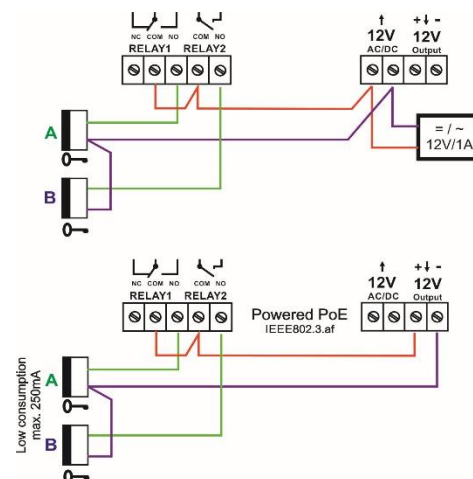 + ↓ -
12V 12V
NC COM NO COM NO AC/DC Output
RELAY1 RELAY2
A
= / ~
12V/1A
B
+ ↓ -
12V 12V
NC COM NO COM NO AC/DC Output
RELAY1 RELAY2
Powered PoE
IEEE802.3.af
Low consumption
max. 250mA
A
B